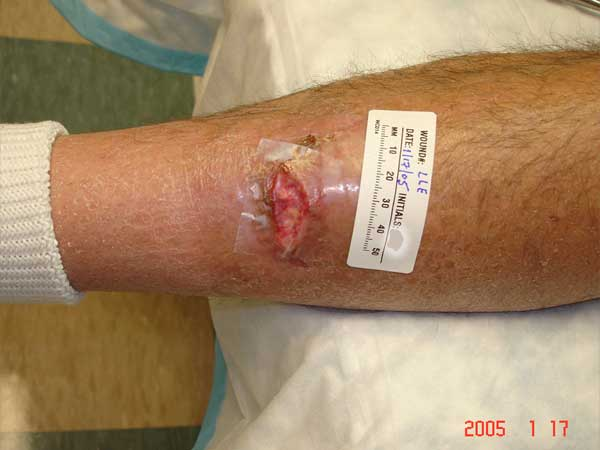 WOUND#: LLE
DATE: 1/17/05 INITIALS:
MM 10 20 30 40 50
2005 1 17